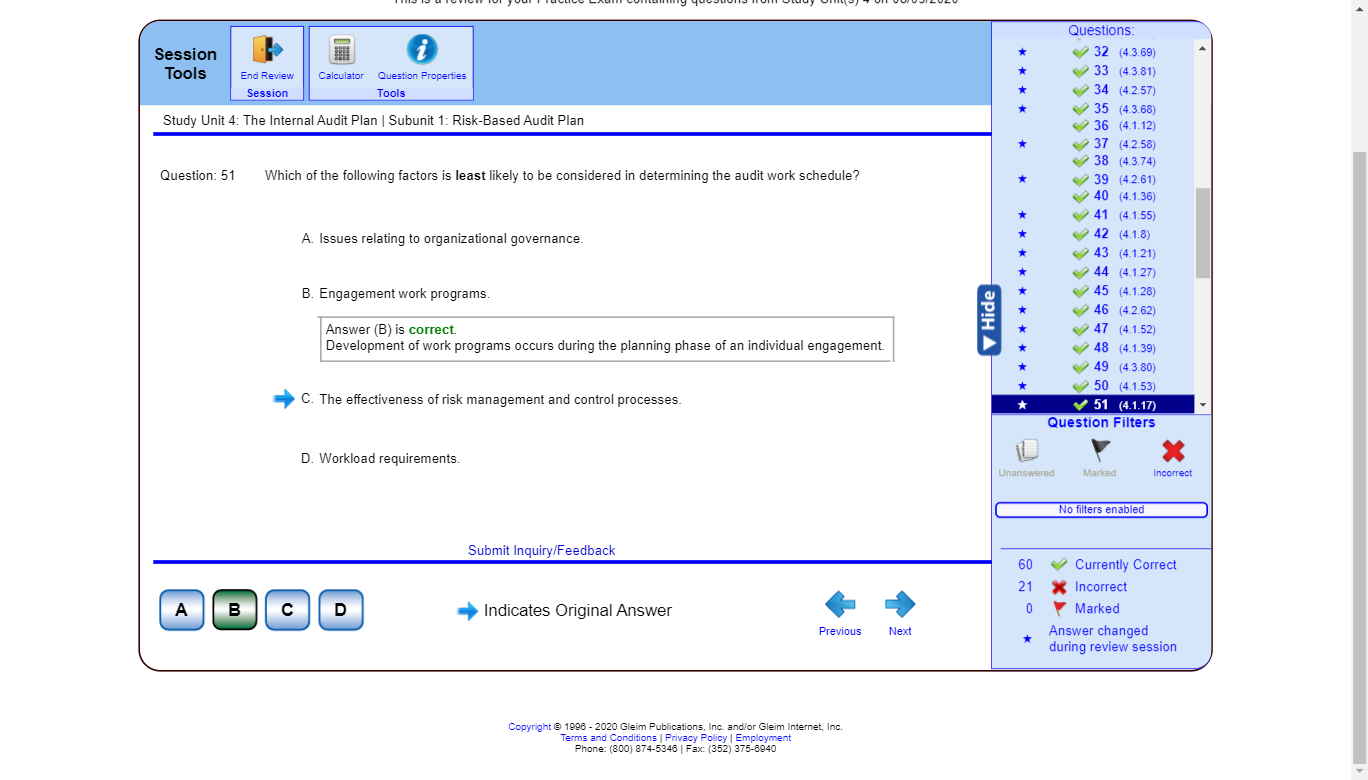 This is a review for your Practice Exam containing questions from Study Unit(s) 4 on 08/09/2020
Session
Tools
End Review
Session
Calculator
Question Properties
Tools
Study Unit 4: The Internal Audit Plan | Subunit 1: Risk-Based Audit Plan
Question: 51 Which of the following factors is least likely to be considered in determining the audit work schedule?
A. Issues relating to organizational governance.
B. Engagement work programs.
Answer (B) is correct.
Development of work programs occurs during the planning phase of an individual engagement.
C. The effectiveness of risk management and control processes.
D. Workload requirements.
Submit Inquiry/Feedback
A B C D
Indicates Original Answer
Previous
Next
Hide
Questions:
32 (4.3.69)
33 (4.3.81)
34 (4.2.57)
35 (4.3.68)
36 (4.1.12)
37 (4.2.58)
38 (4.3.74)
39 (4.2.61)
40 (4.1.36)
41 (4.1.55)
42 (4.1.8)
43 (4.1.21)
44 (4.1.27)
45 (4.1.28)
46 (4.2.62)
47 (4.1.52)
48 (4.1.39)
49 (4.3.80)
50 (4.1.53)
51 (4.1.17)
Question Filters
Unanswered
Marked
Incorrect
No filters enabled
60 Currently Correct
21 Incorrect
0 Marked
Answer changed
during review session
Copyright © 1996 - 2020 Gleim Publications, Inc. and/or Gleim Internet, Inc.
Terms and Conditions | Privacy Policy | Employment
Phone: (800) 874-5346 | Fax: (352) 375-6940